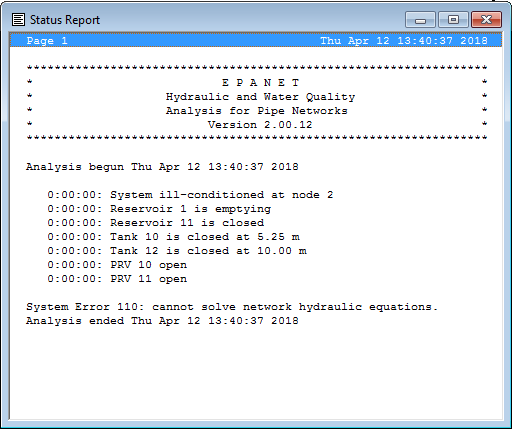 Status Report
Page 1 Thu Apr 12 13:40:37 2018
******************************************************************
* E P A N E T *
* Hydraulic and Water Quality *
* Analysis for Pipe Networks *
* Version 2.00.12 *
******************************************************************
Analysis begun Thu Apr 12 13:40:37 2018
0:00:00: System ill-conditioned at node 2
0:00:00: Reservoir 1 is emptying
0:00:00: Reservoir 11 is closed
0:00:00: Tank 10 is closed at 5.25 m
0:00:00: Tank 12 is closed at 10.00 m
0:00:00: PRV 10 open
0:00:00: PRV 11 open
System Error 110: cannot solve network hydraulic equations.
Analysis ended Thu Apr 12 13:40:37 2018